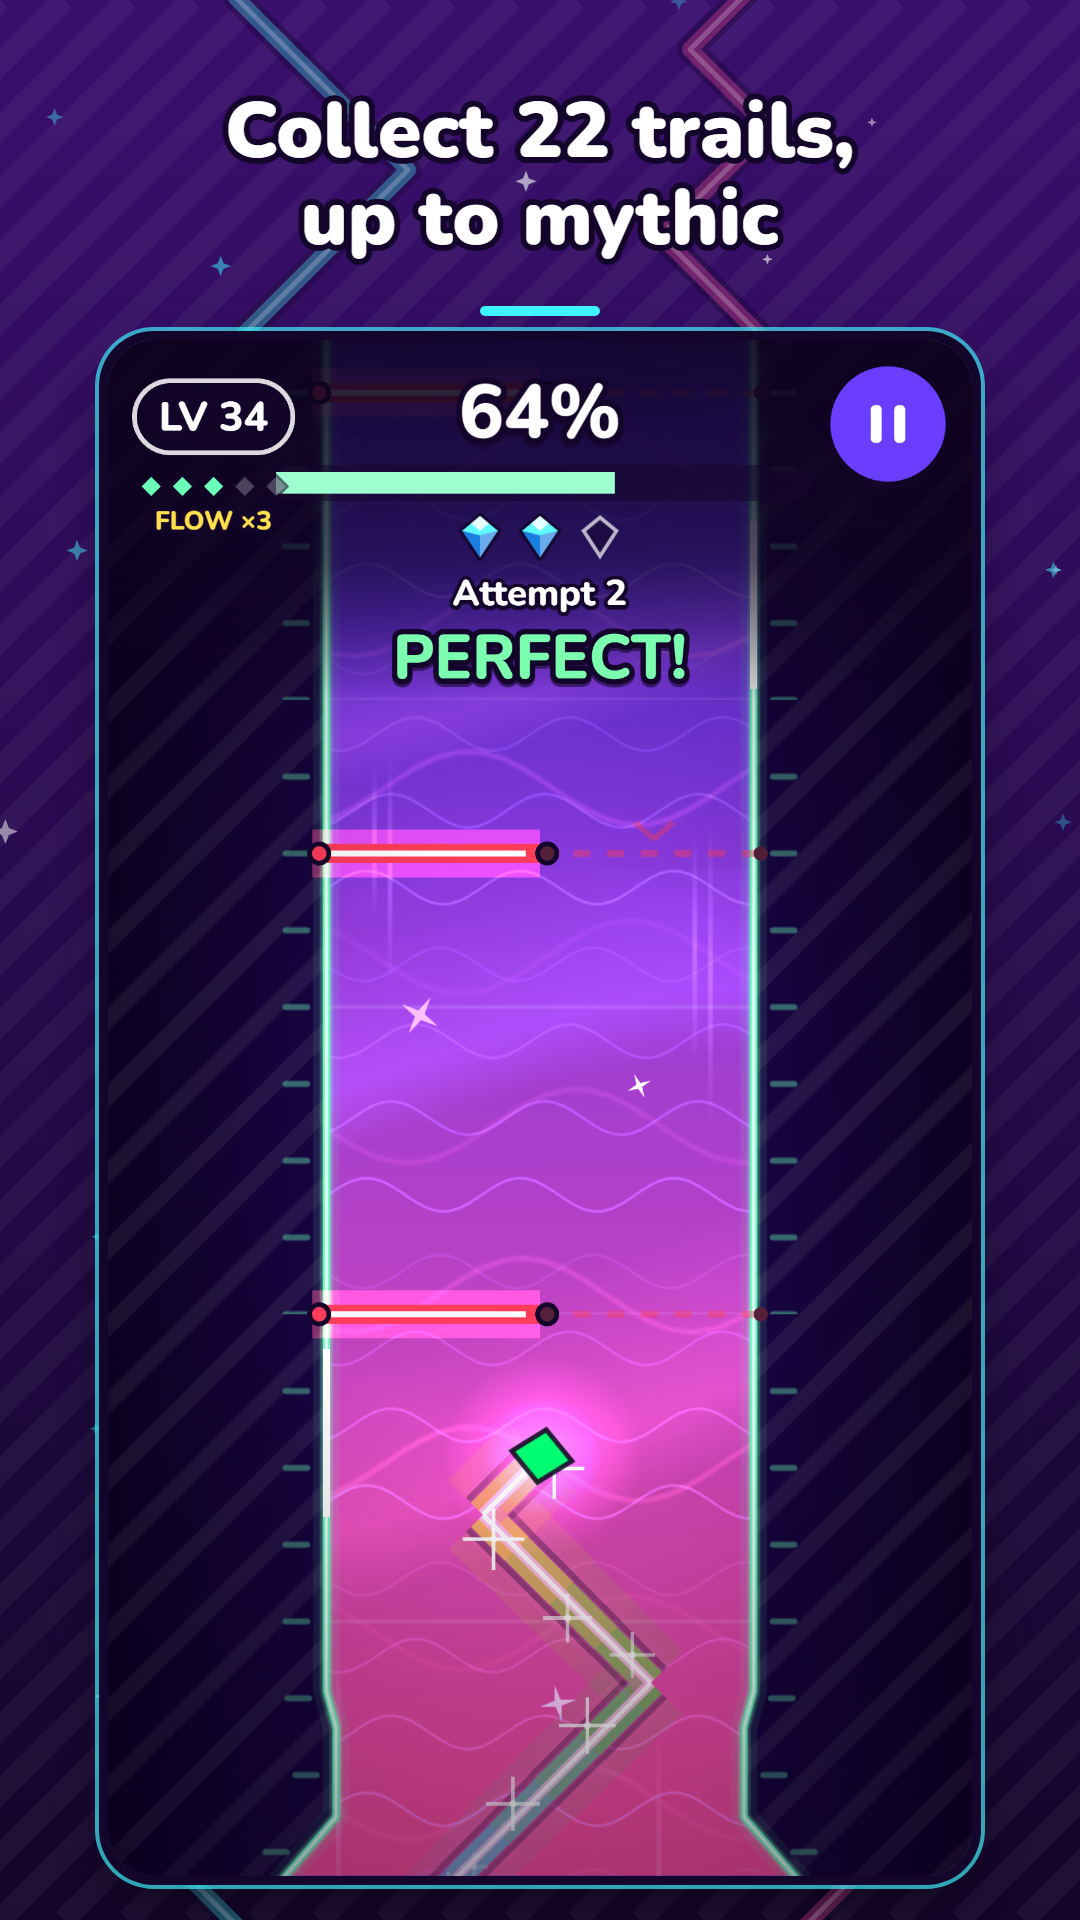 Collect 22 trails,
up to mythic
LV 34
64%
FLOW ×3
Attempt 2
PERFECT!